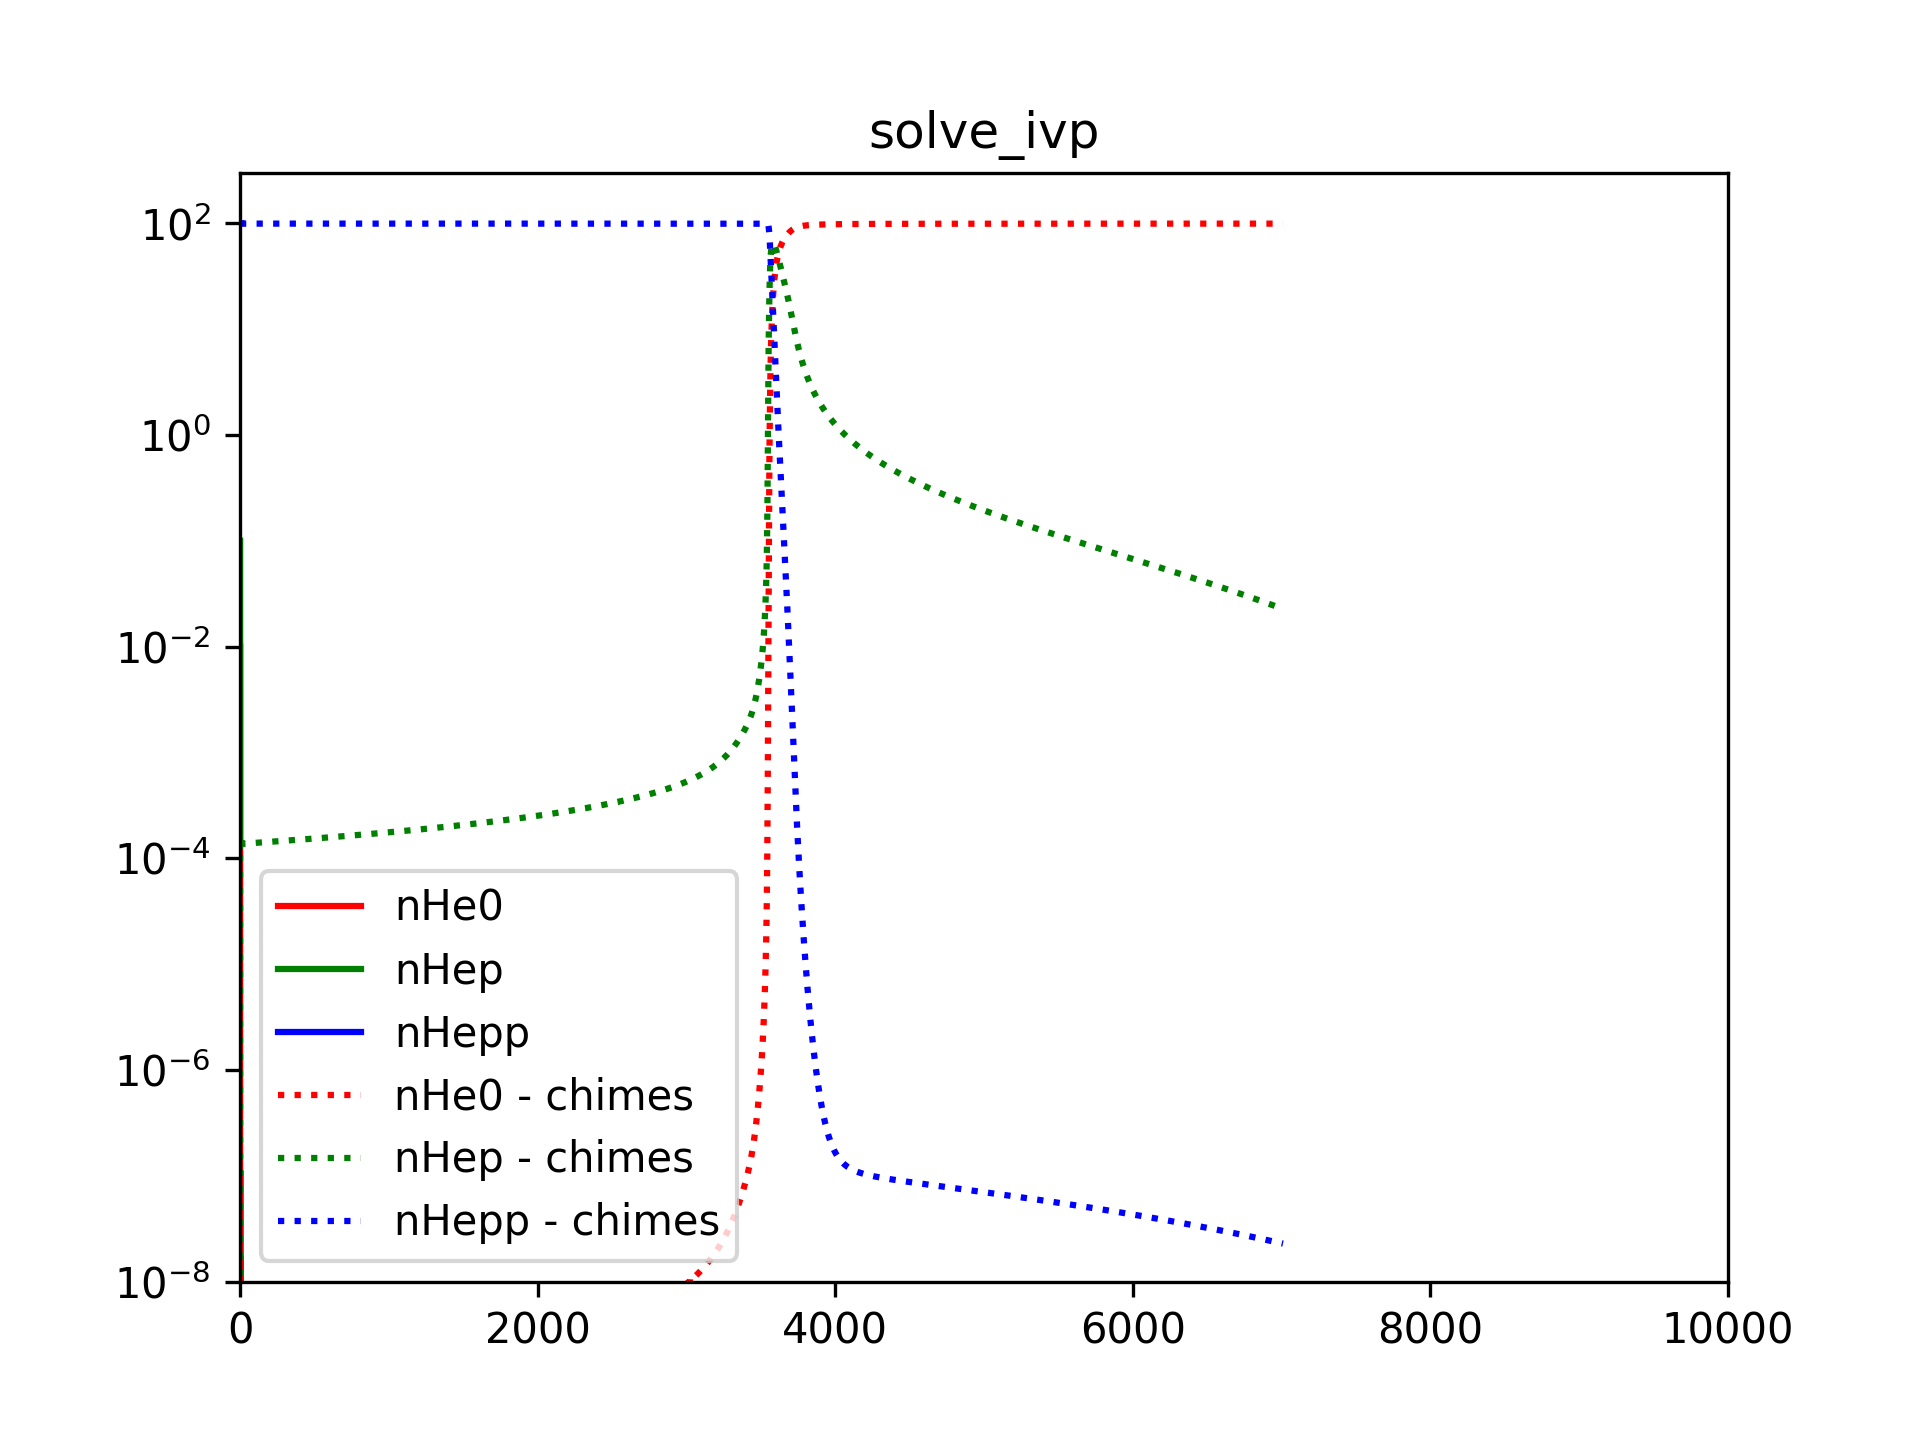 solve_ivp
10²
10⁰
10⁻²
10⁻⁴
10⁻⁶
10⁻⁸
nHe0
nHep
nHepp
nHe0 - chimes
nHep - chimes
nHepp - chimes
0 2000 4000 6000 8000 10000